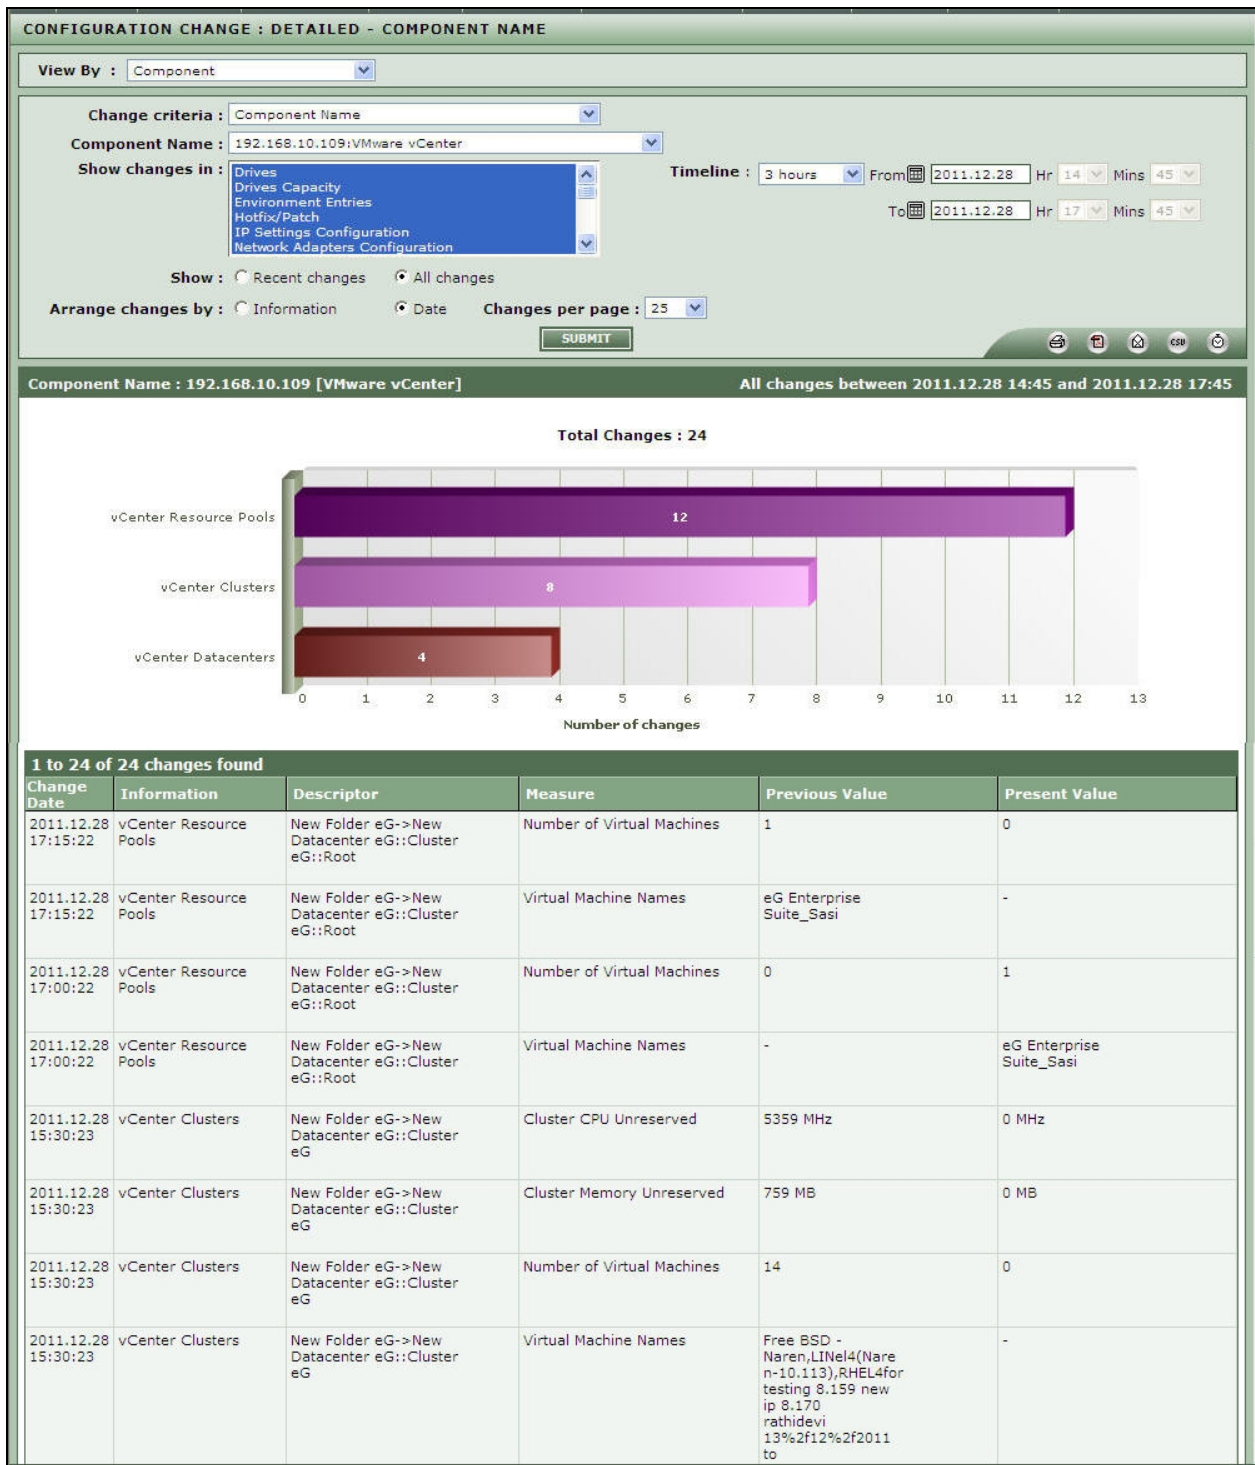 CONFIGURATION CHANGE : DETAILED - COMPONENT NAME
View By : Component
Change criteria : Component Name
Component Name : 192.168.10.109:VMware vCenter
Show changes in : Drives
Drives Capacity
Environment Entries
Hotfix/Patch
IP Settings Configuration
Network Adapters Configuration
Timeline : 3 hours From 2011.12.28 Hr 14 Mins 45
To 2011.12.28 Hr 17 Mins 45
Show : Recent changes All changes
Arrange changes by : Information Date Changes per page : 25
SUBMIT
CSV
Component Name : 192.168.10.109 [VMware vCenter] All changes between 2011.12.28 14:45 and 2011.12.28 17:45
Total Changes : 24
vCenter Resource Pools 12
vCenter Clusters 8
vCenter Datacenters 4
0 1 2 3 4 5 6 7 8 9 10 11 12 13
Number of changes
1 to 24 of 24 changes found
Change Date Information Descriptor Measure Previous Value Present Value
2011.12.28 vCenter Resource New Folder eG->New Number of Virtual Machines 1 0
17:15:22 Pools Datacenter eG::Cluster
eG::Root
2011.12.28 vCenter Resource New Folder eG->New Virtual Machine Names eG Enterprise -
17:15:22 Pools Datacenter eG::Cluster Suite_Sasi
eG::Root
2011.12.28 vCenter Resource New Folder eG->New Number of Virtual Machines 0 1
17:00:22 Pools Datacenter eG::Cluster
eG::Root
2011.12.28 vCenter Resource New Folder eG->New Virtual Machine Names - eG Enterprise
17:00:22 Pools Datacenter eG::Cluster Suite_Sasi
eG::Root
2011.12.28 vCenter Clusters New Folder eG->New Cluster CPU Unreserved 5359 MHz 0 MHz
15:30:23 Datacenter eG::Cluster
eG
2011.12.28 vCenter Clusters New Folder eG->New Cluster Memory Unreserved 759 MB 0 MB
15:30:23 Datacenter eG::Cluster
eG
2011.12.28 vCenter Clusters New Folder eG->New Number of Virtual Machines 14 0
15:30:23 Datacenter eG::Cluster
eG
2011.12.28 vCenter Clusters New Folder eG->New Virtual Machine Names Free BSD - -
15:30:23 Datacenter eG::Cluster Naren,LINel4(Nare
eG n-10.113),RHEL4for
testing 8.159 new
ip 8.170
rathidevi
13%2f12%2f2011
to